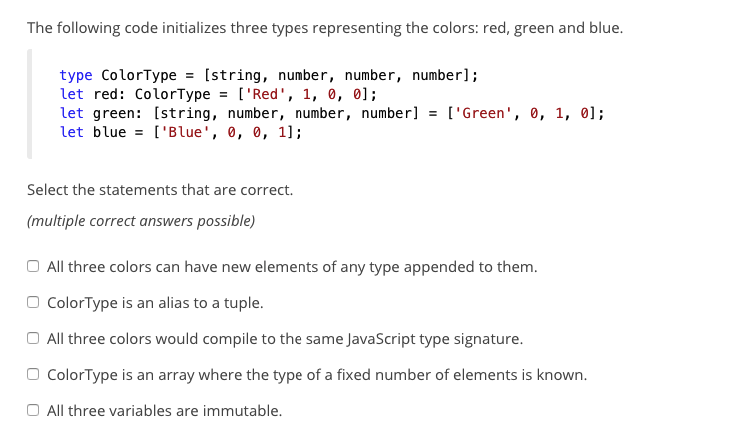 The following code initializes three types representing the colors: red, green and blue.
type ColorType = [string, number, number, number];
let red: ColorType = ['Red', 1, 0, 0];
let green: [string, number, number, number] = ['Green', 0, 1, 0];
let blue = ['Blue', 0, 0, 1];
Select the statements that are correct.
(multiple correct answers possible)
All three colors can have new elements of any type appended to them.
ColorType is an alias to a tuple.
All three colors would compile to the same JavaScript type signature.
ColorType is an array where the type of a fixed number of elements is known.
All three variables are immutable.